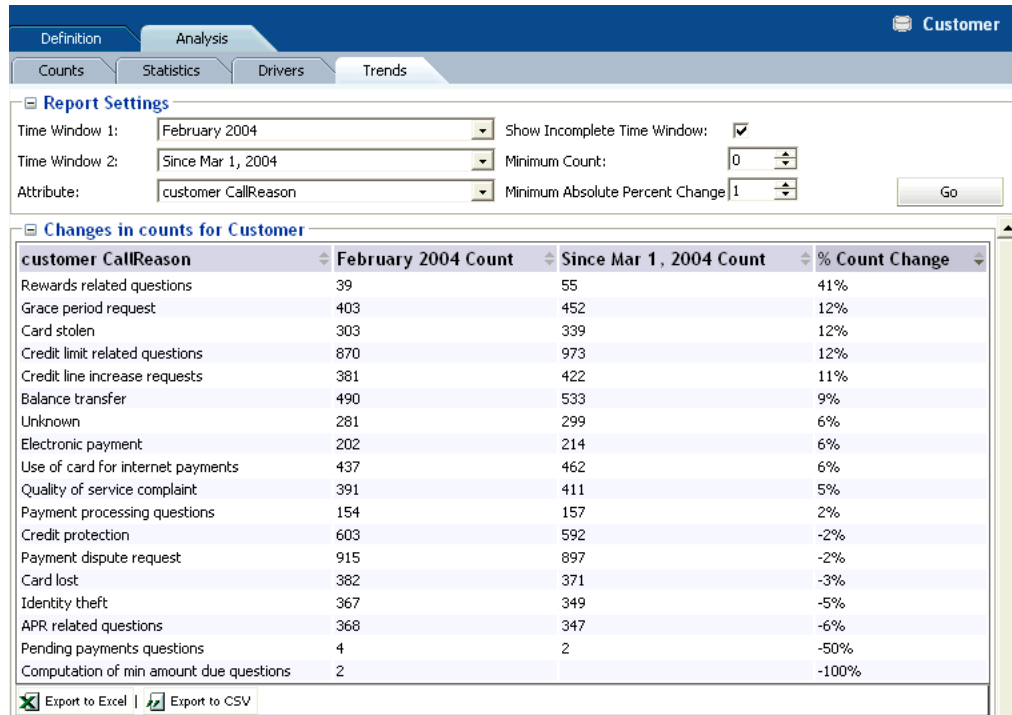 Customer
Definition Analysis
Counts Statistics Drivers Trends
Report Settings
Time Window 1: February 2004 Show Incomplete Time Window:
Time Window 2: Since Mar 1, 2004 Minimum Count: 0
Attribute: customer CallReason Minimum Absolute Percent Change 1 Go
Changes in counts for Customer
customer CallReason February 2004 Count Since Mar 1, 2004 Count % Count Change
Rewards related questions 39 55 41%
Grace period request 403 452 12%
Card stolen 303 339 12%
Credit limit related questions 870 973 12%
Credit line increase requests 381 422 11%
Balance transfer 490 533 9%
Unknown 281 299 6%
Electronic payment 202 214 6%
Use of card for internet payments 437 462 6%
Quality of service complaint 391 411 5%
Payment processing questions 154 157 2%
Credit protection 603 592 -2%
Payment dispute request 915 897 -2%
Card lost 382 371 -3%
Identity theft 367 349 -5%
APR related questions 368 347 -6%
Pending payments questions 4 2 -50%
Computation of min amount due questions 2 -100%
Export to Excel | Export to CSV